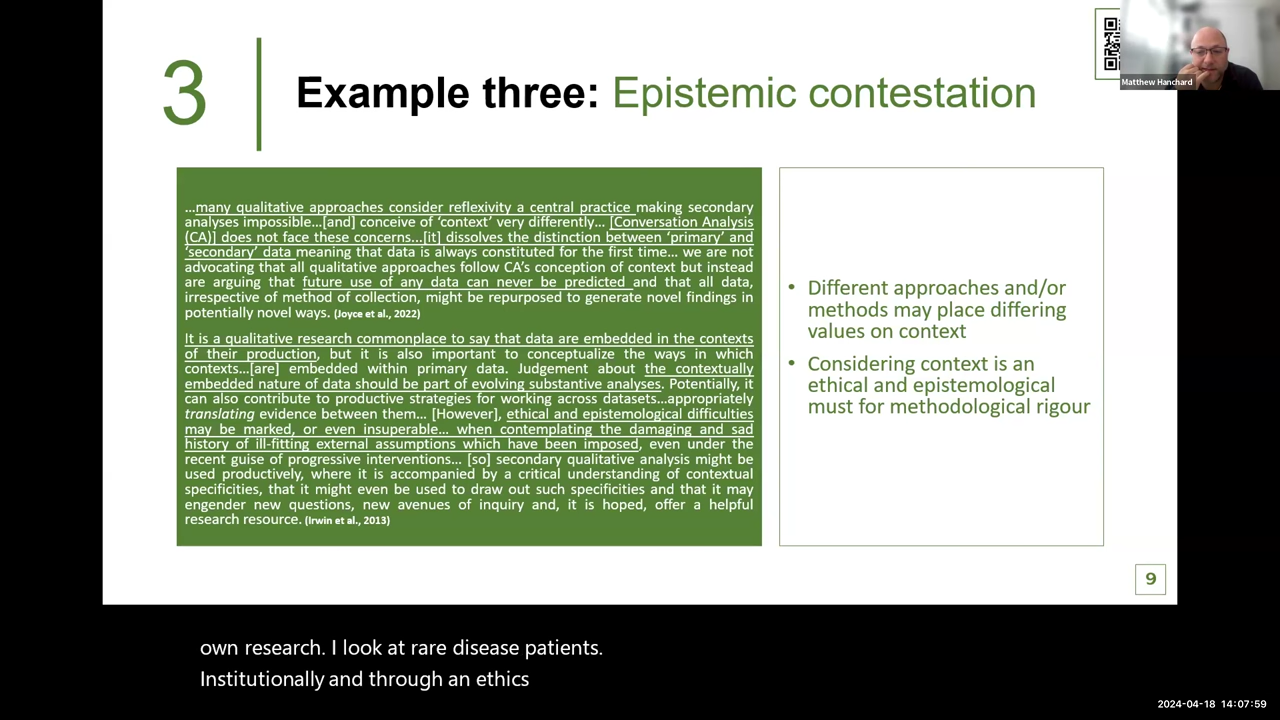 3
Example three: Epistemic contestation
Matthew Hanchard
…many qualitative approaches consider reflexivity a central practice making secondary
analyses impossible…[and] conceive of ‘context’ very differently… [Conversation Analysis
(CA)] does not face these concerns…[it] dissolves the distinction between ‘primary’ and
‘secondary’ data meaning that data is always constituted for the first time… we are not
advocating that all qualitative approaches follow CA’s conception of context but instead
are arguing that future use of any data can never be predicted and that all data,
irrespective of method of collection, might be repurposed to generate novel findings in
potentially novel ways. (Joyce et al., 2022)
It is a qualitative research commonplace to say that data are embedded in the contexts
of their production, but it is also important to conceptualize the ways in which
contexts…[are] embedded within primary data. Judgement about the contextually
embedded nature of data should be part of evolving substantive analyses. Potentially, it
can also contribute to productive strategies for working across datasets…appropriately
translating evidence between them… [However], ethical and epistemological difficulties
may be marked, or even insuperable… when contemplating the damaging and sad
history of ill-fitting external assumptions which have been imposed, even under the
recent guise of progressive interventions… [so] secondary qualitative analysis might be
used productively, where it is accompanied by a critical understanding of contextual
specificities, that it might even be used to draw out such specificities and that it may
engender new questions, new avenues of inquiry and, it is hoped, offer a helpful
research resource. (Irwin et al., 2013)
• Different approaches and/or
methods may place differing
values on context
• Considering context is an
ethical and epistemological
must for methodological rigour
9
own research. I look at rare disease patients.
Institutionally and through an ethics
2024-04-18 14:07:59